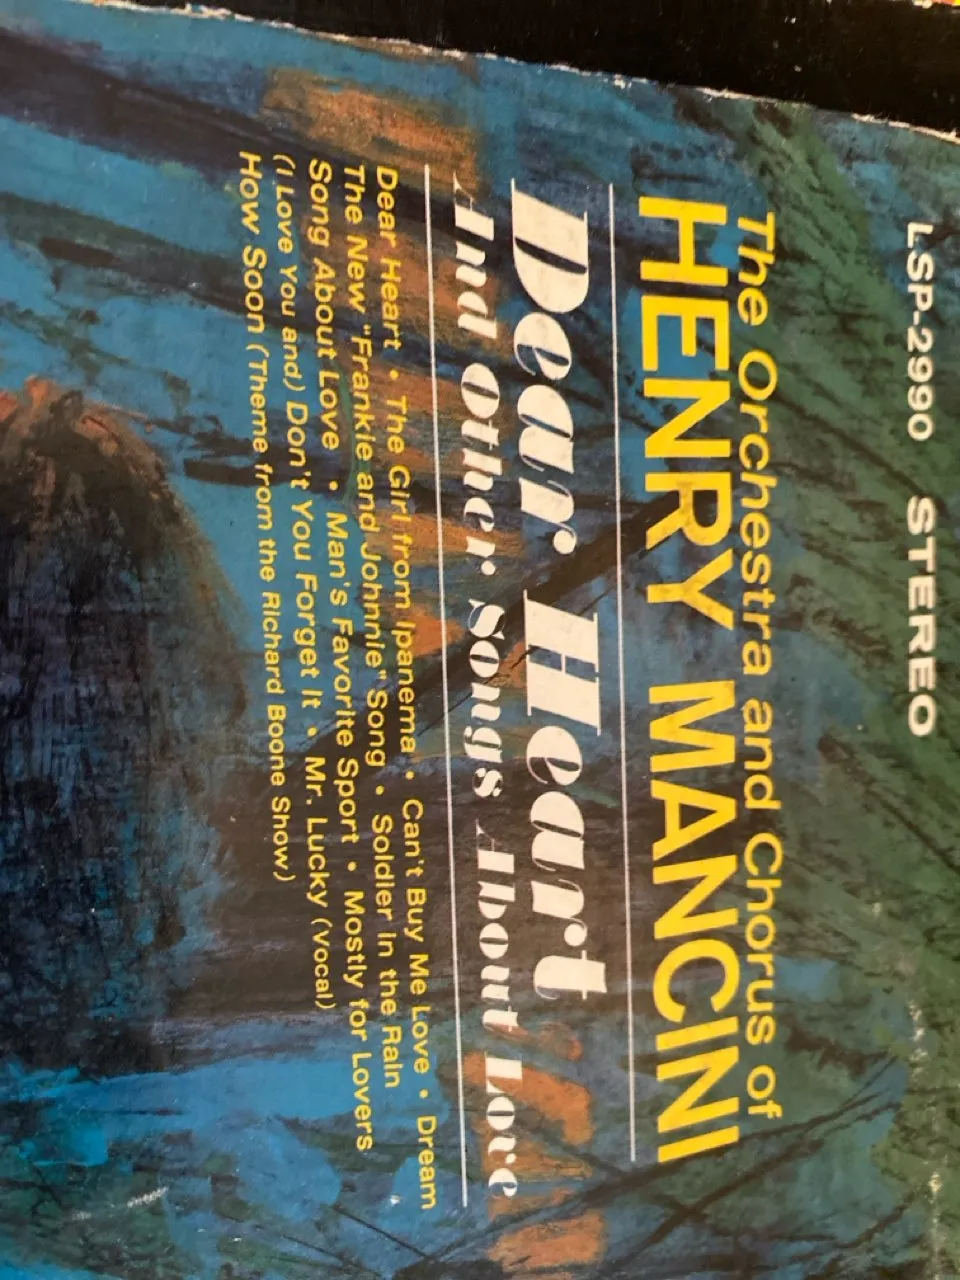 LSP-2990 STEREO
The Orchestra and Chorus of
HENRY MANCINI
Dear Heart
And other Songs About Love
Dear Heart • The Girl from Ipanema • Can't Buy Me Love • Dream
The New "Frankie and Johnnie" Song • Soldier in the Rain
Song About Love • Man's Favorite Sport • Mostly for Lovers
(I Love You and) Don't You Forget It • Mr. Lucky (vocal)
How Soon (Theme from the Richard Boone Show)